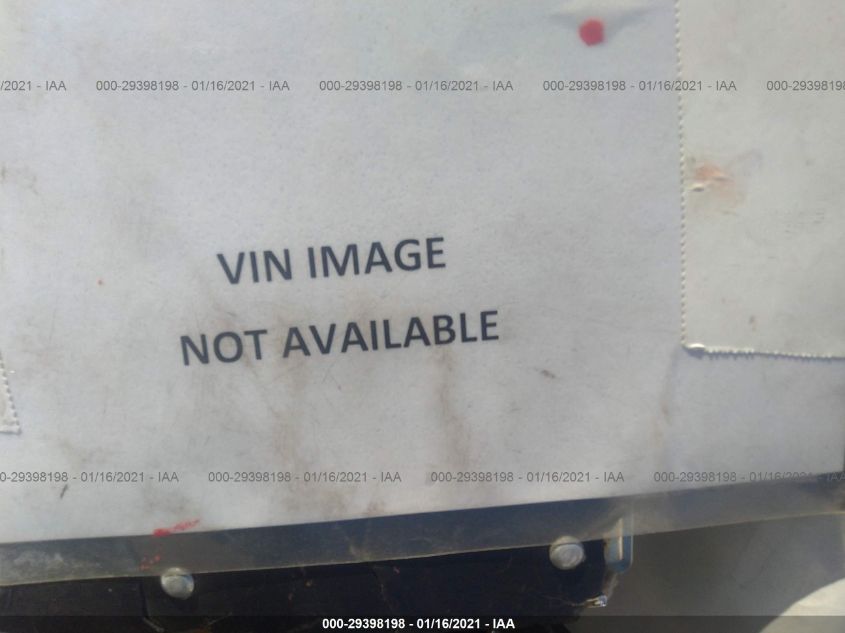 /2021 - IAA 000-29398198 - 01/16/2021 - IAA 000-29398198 - 01/16/2021 - IAA 000-29398198 - 01/16/2021 - IAA 000-29398
VIN IMAGE
NOT AVAILABLE
0-29398198 - 01/16/2021 - IAA 000-29398198 - 01/16/2021 - IAA 000-29398198 - 01/16/2021 - IAA 000-29398198 - 01/16/2021 - IAA
000-29398198 - 01/16/2021 - IAA